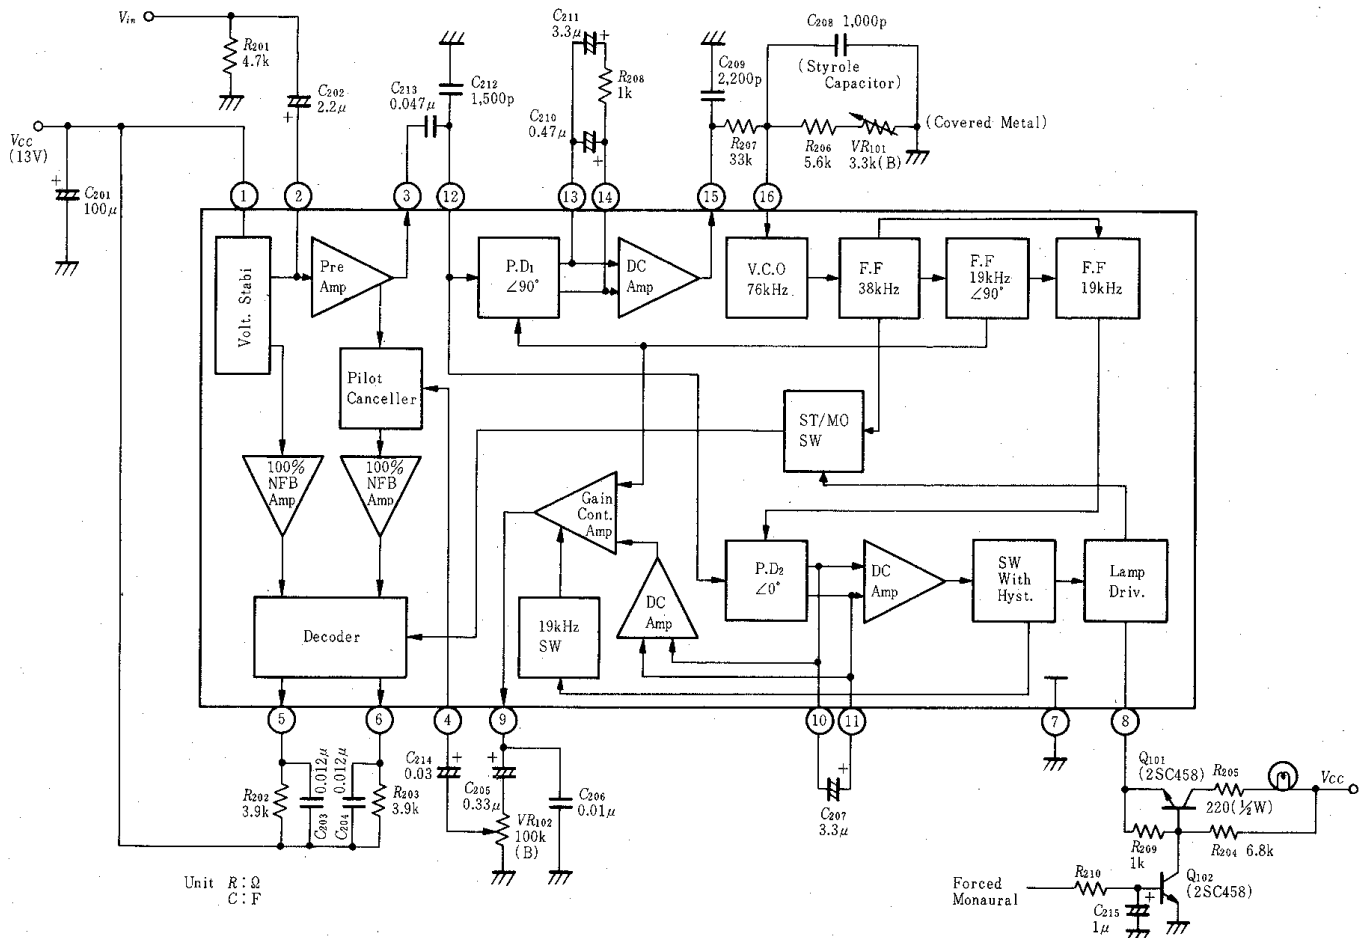 Vin
R201
4.7k
C202
2.2μ
VCC
(13V)
C201
100μ
C213
0.047μ
C212
1,500p
C211
3.3μ
R208
1k
C210
0.47μ
C209
2,200p
R207
33k
C208 1,000p
(Styrole
Capacitor)
R206
5.6k
VR101
3.3k(B)
(Covered Metal)
1
2
3
12
13
14
15
16
Volt. Stabi
Pre
Amp
P.D1
∠90°
DC
Amp
V.C.O
76kHz
F.F
38kHz
F.F
19kHz
∠90°
F.F
19kHz
Pilot
Canceller
ST/MO
SW
100%
NFB
Amp
100%
NFB
Amp
Gain
Cont.
Amp
P.D2
∠0°
DC
Amp
SW
With
Hyst.
Lamp
Driv.
Decoder
19kHz
SW
DC
Amp
5
6
4
9
10
11
7
8
R202
3.9k
0.012μ
C203
0.012μ
C204
R203
3.9k
C214
0.03
C205
0.33μ
VR102
100k
(B)
C206
0.01μ
C207
3.3μ
Q101
(2SC458)
R205
220(½W)
VCC
R209
1k
R204 6.8k
Q102
(2SC458)
R210
Forced
Monaural
C215
1μ
Unit R:Ω
C:F